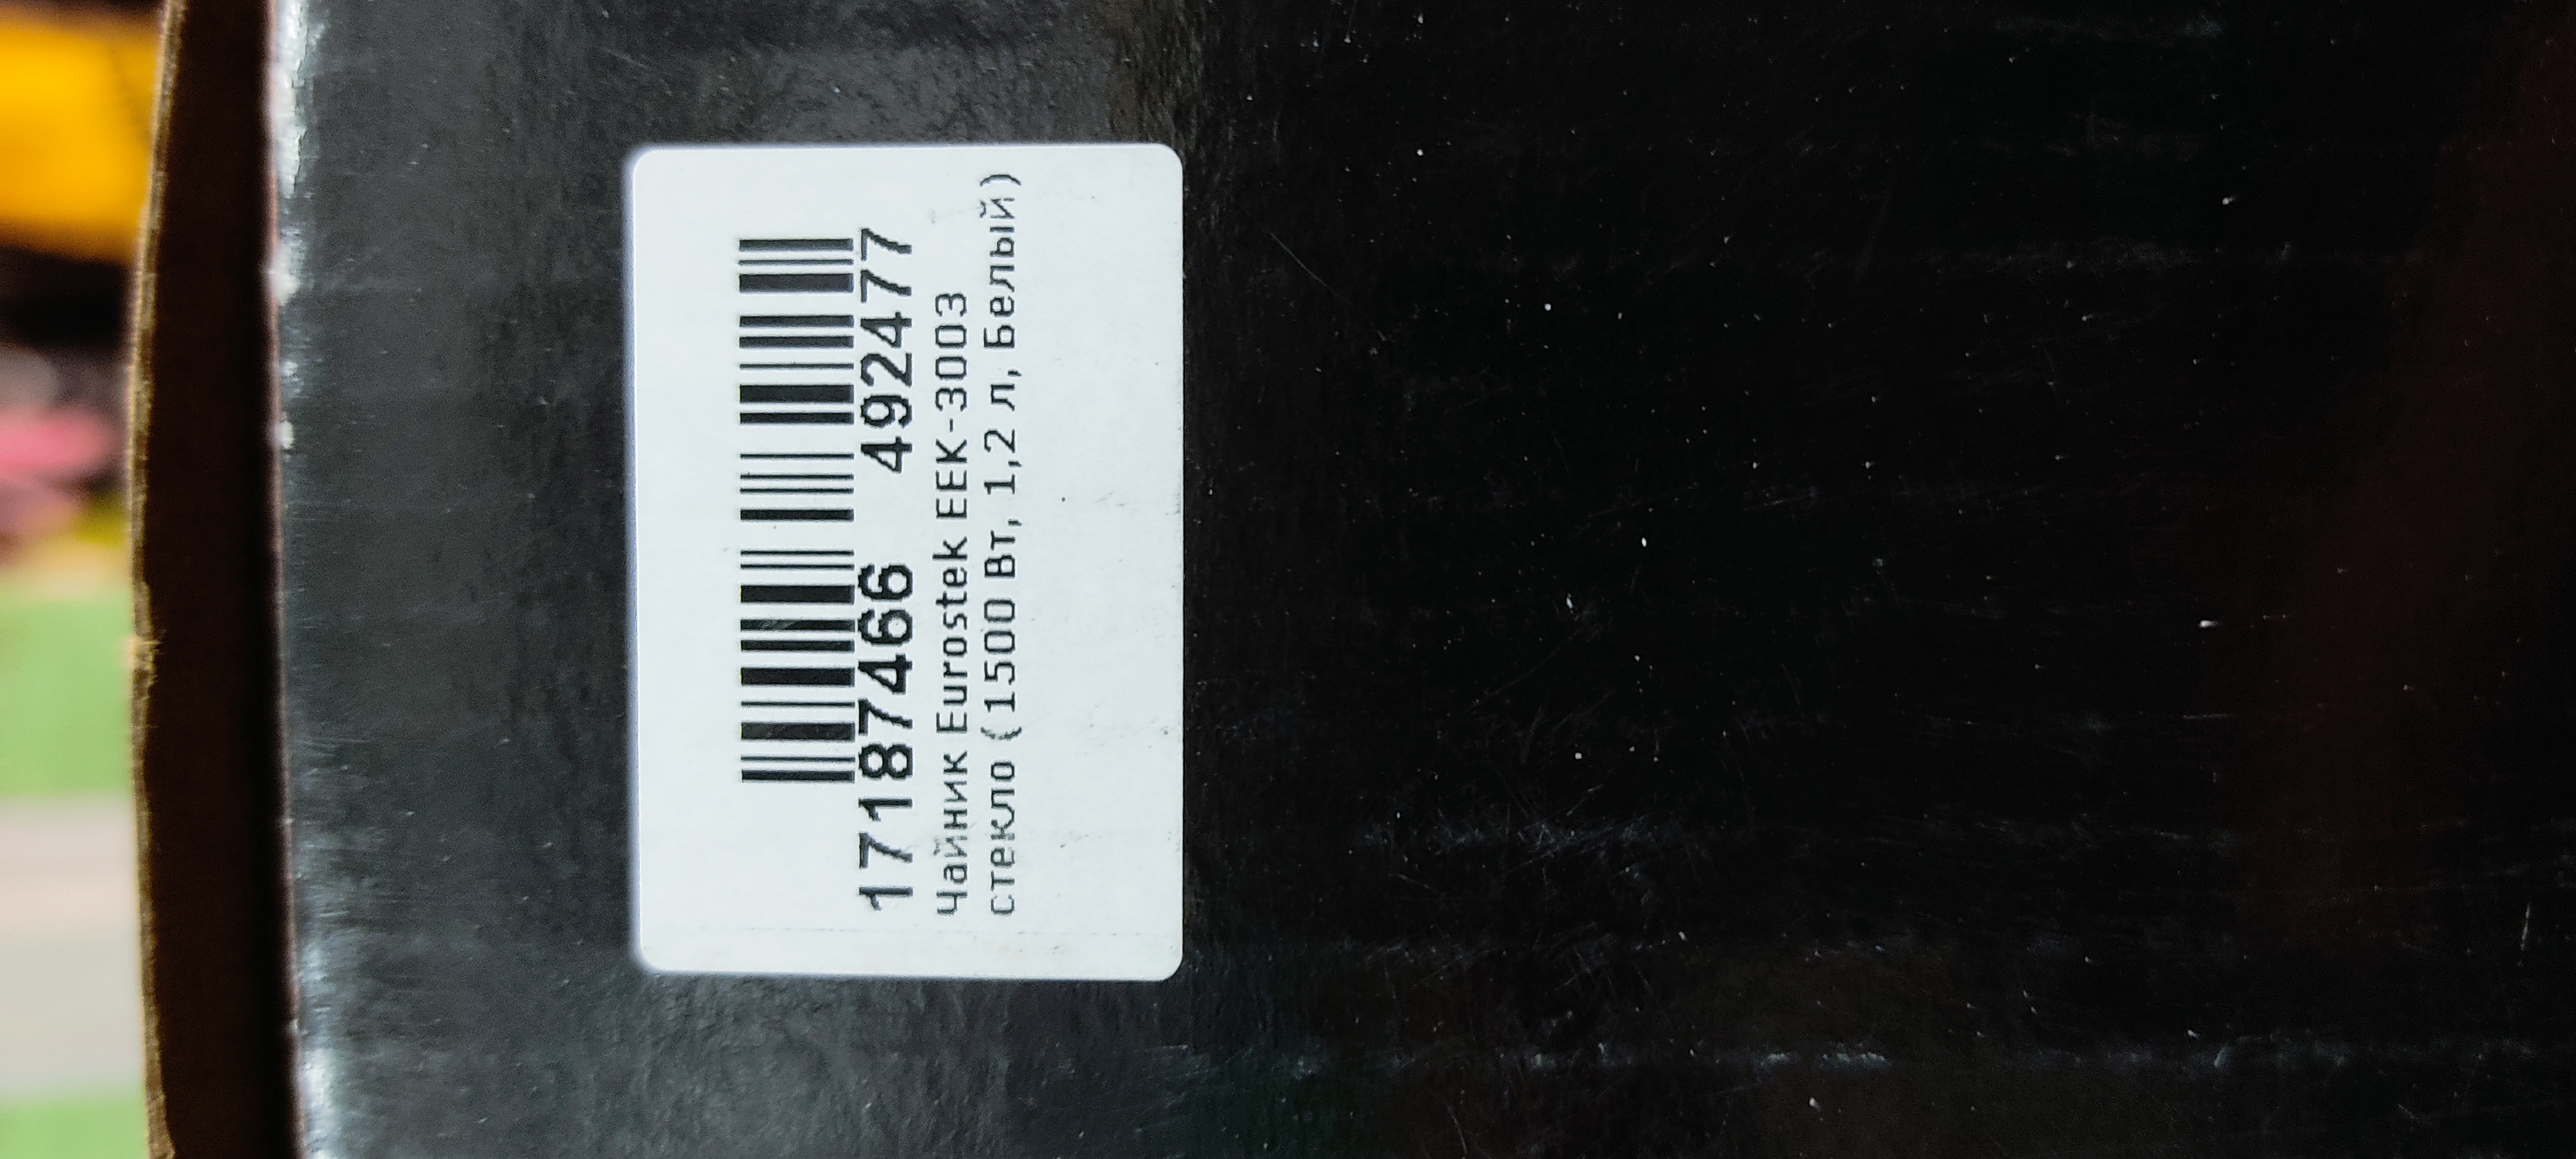 17187466 492477
Чайник Eurostek EEK-3003
стекло (1500 Вт, 1,2 л, Белый)